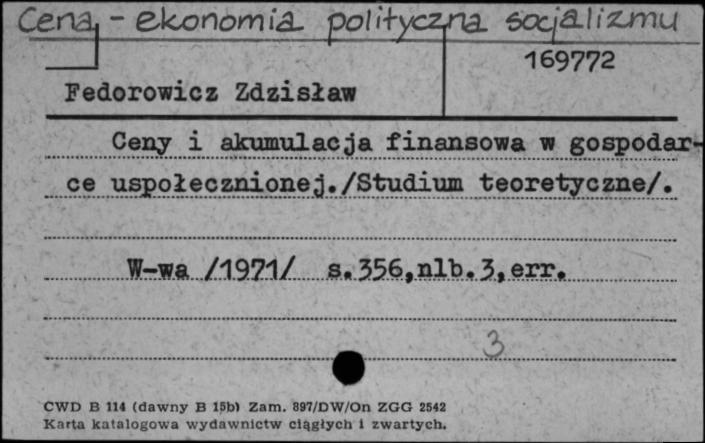 Cena, - ekonomia polityczna socjalizmu
169772
Fedorowicz Zdzisław
Ceny i akumulacja finansowa w gospodar-
ce uspołecznionej./Studium teoretyczne/.
W-wa /1971/ s.356,nlb.3,err.
3
CWD B 114 (dawny B 15b) Zam. 897/DW/On ZGG 2542
Karta katalogowa wydawnictw ciągłych i zwartych.